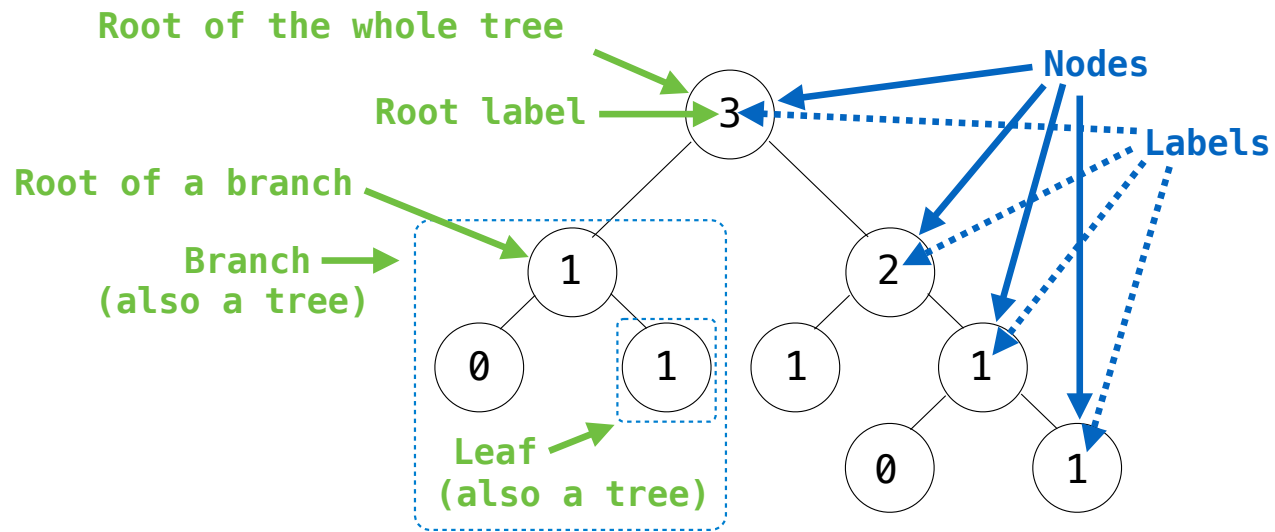 Root of the whole tree
Nodes
Root label
3
Labels
Root of a branch
Branch
(also a tree)
1
2
0
1
1
1
Leaf
(also a tree)
0
1